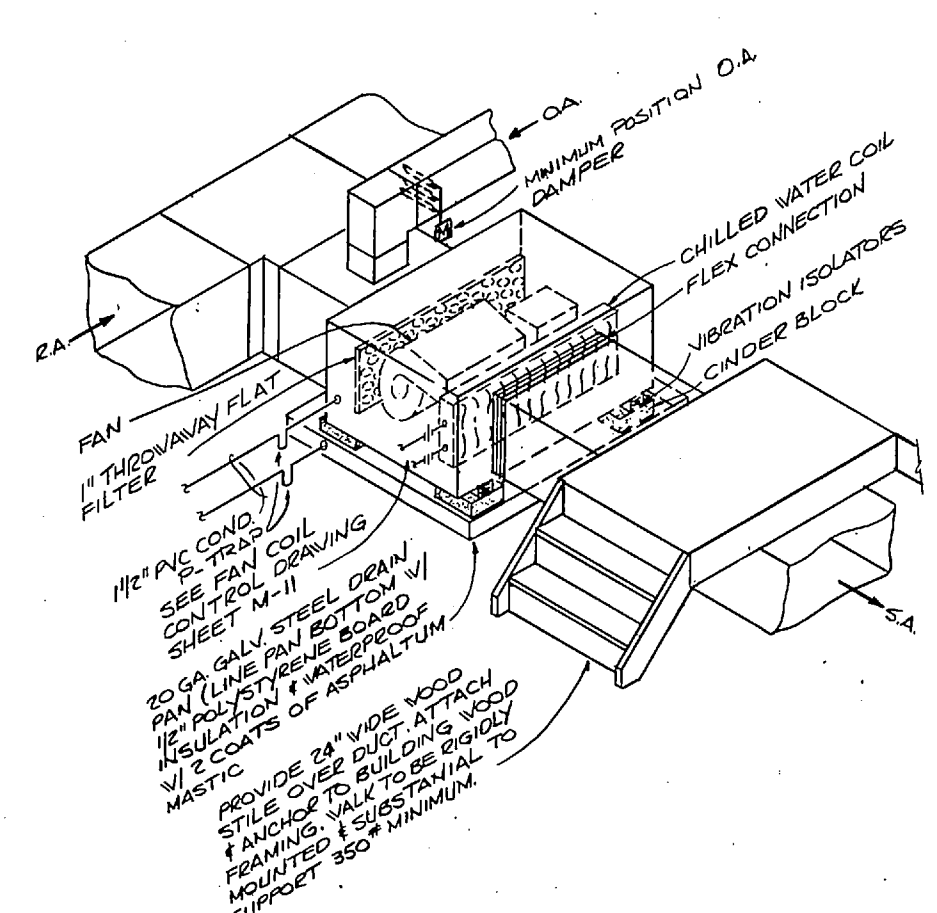 O.A.
MINIMUM POSITION O.A.
DAMPER
M
CHILLED WATER COIL
FLEX CONNECTION
VIBRATION ISOLATORS
CINDER BLOCK
R.A.
FAN
1" THROWAWAY FLAT
FILTER
1 1/2" PVC COND.
P-TRAP
SEE FAN COIL
CONTROL DRAWING
SHEET M-11
20 GA. GALV. STEEL DRAIN
PAN (LINE PAN BOTTOM W/
1/2" POLYSTYRENE BOARD
INSULATION & WATERPROOF
W/ 2 COATS OF ASPHALTUM
MASTIC
S.A.
PROVIDE 24" WIDE WOOD
STILE OVER DUCT. ATTACH
& ANCHOR TO BUILDING WOOD
FRAMING. WALK TO BE RIGIDLY
MOUNTED & SUBSTANTIAL TO
SUPPORT 350# MINIMUM.